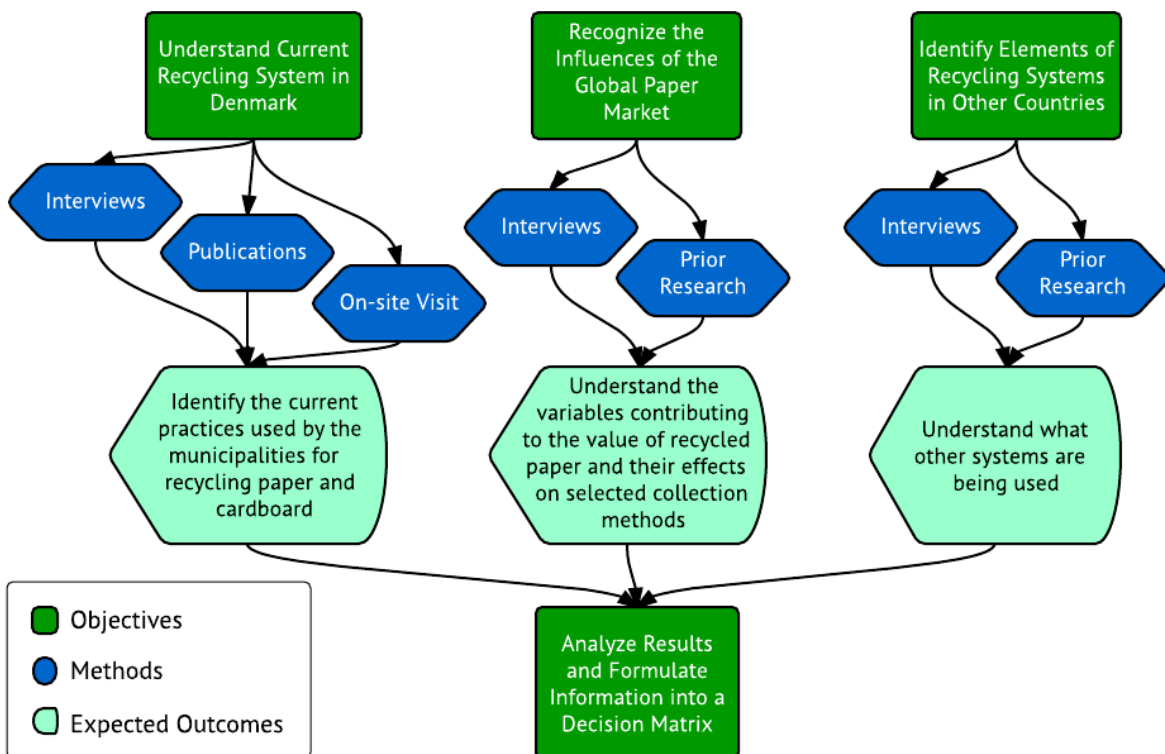 Understand Current
Recycling System in
Denmark
Recognize the
Influences of the
Global Paper
Market
Identify Elements of
Recycling Systems
in Other Countries
Interviews
Publications
On-site Visit
Interviews
Prior
Research
Interviews
Prior
Research
Identify the current
practices used by the
municipalities for
recycling paper and
cardboard
Understand the
variables contributing
to the value of recycled
paper and their effects
on selected collection
methods
Understand what
other systems are
being used
Objectives
Methods
Expected Outcomes
Analyze Results
and Formulate
Information into a
Decision Matrix